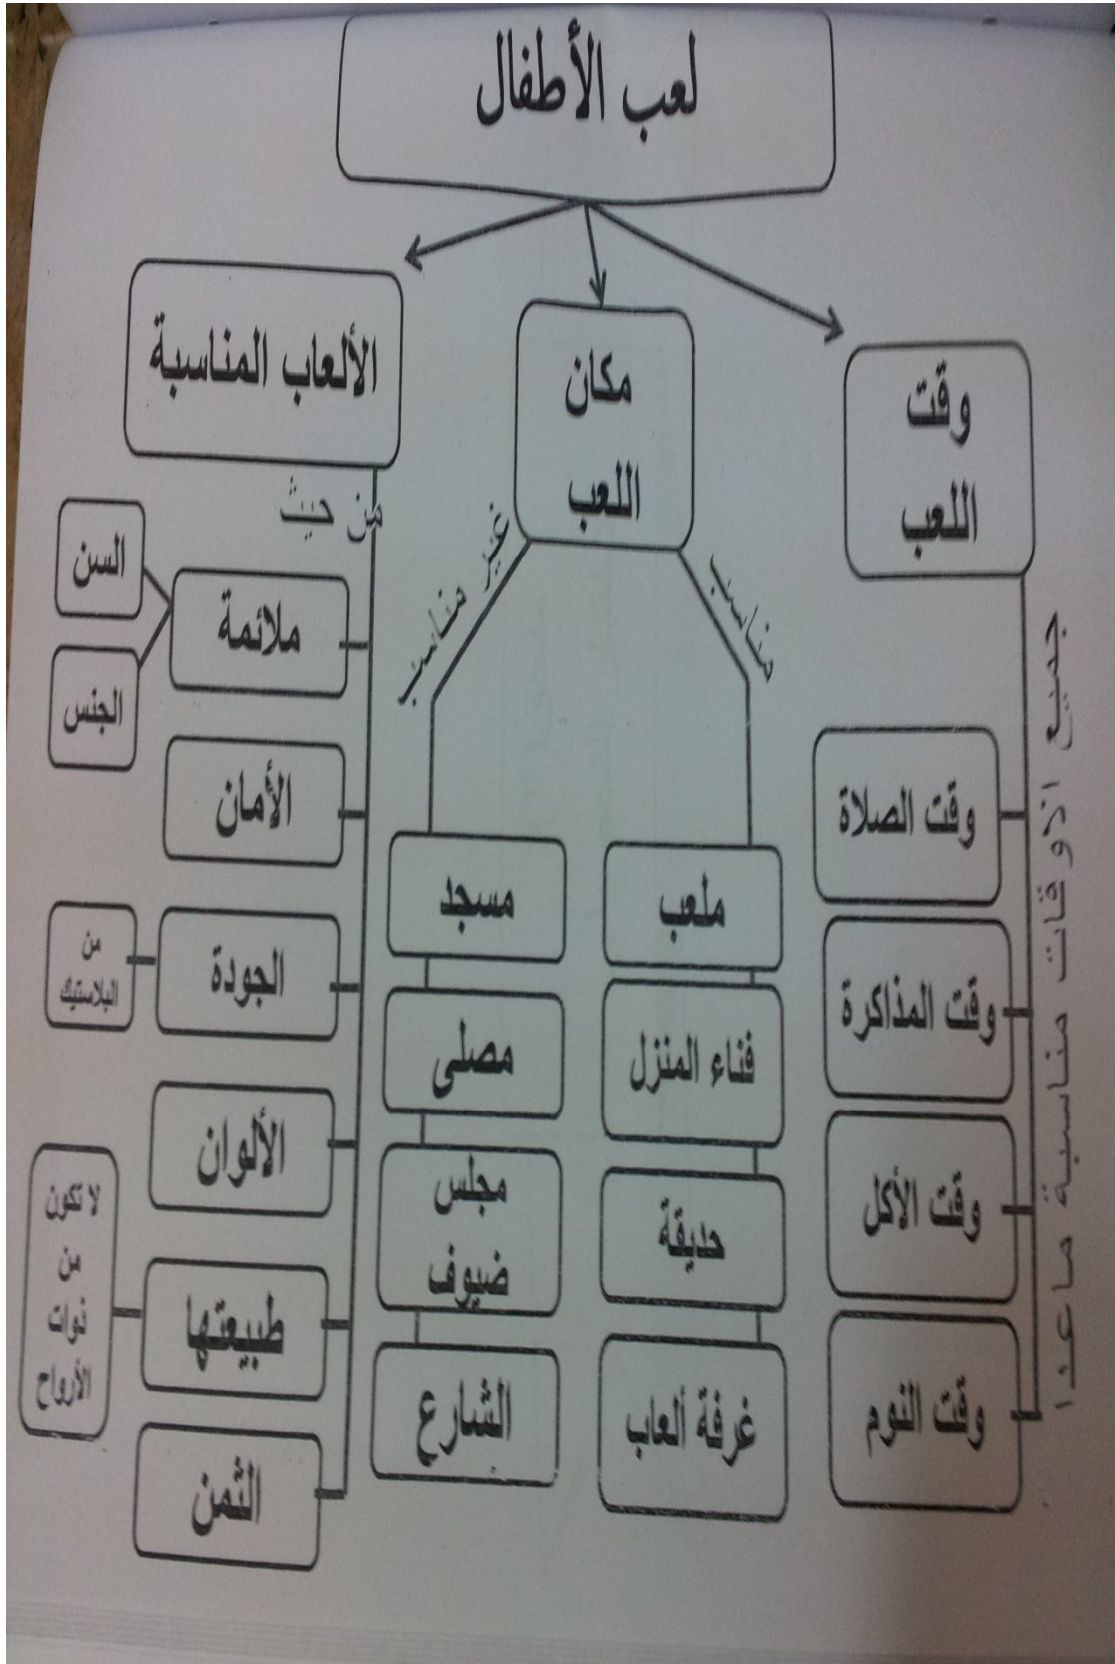 لعب الأطفال
وقت
اللعب
جميع الاوقات مناسبة ماعدا
وقت الصلاة
وقت المذاكرة
وقت الأكل
وقت النوم
مكان
اللعب
مناسب
ملعب
فناء المنزل
حديقة
غرفة ألعاب
غير مناسب
مسجد
مصلى
مجلس
ضيوف
الشارع
الألعاب المناسبة
من حيث
ملائمة
السن
الجنس
الأمان
الجودة
من
البلاستيك
الألوان
طبيعتها
لا تكون
من
ذوات
الأرواح
الثمن